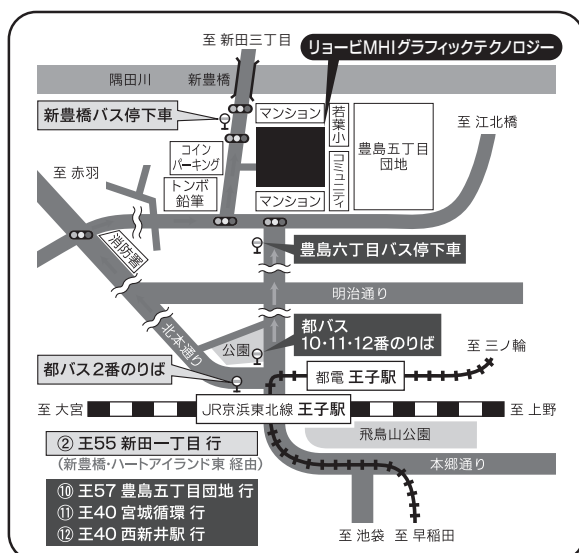 至 新田三丁目
リョービMHIグラフィックテクノロジー
隅田川
新豊橋
新豊橋バス停下車
マンション
若葉小
コミュニティ
豊島五丁目
団地
至 江北橋
コイン
パーキング
至 赤羽
トンボ
鉛筆
マンション
消防署
豊島六丁目バス停下車
明治通り
北本通り
公園
都バス
10・11・12番のりば
都バス2番のりば
至 三ノ輪
都電 王子駅
至 大宮
JR京浜東北線 王子駅
至 上野
飛鳥山公園
② 王55 新田一丁目 行
(新豊橋・ハートアイランド東 経由)
本郷通り
⑩ 王57 豊島五丁目団地 行
⑪ 王40 宮城循環 行
⑫ 王40 西新井駅 行
至 池袋
至 早稲田